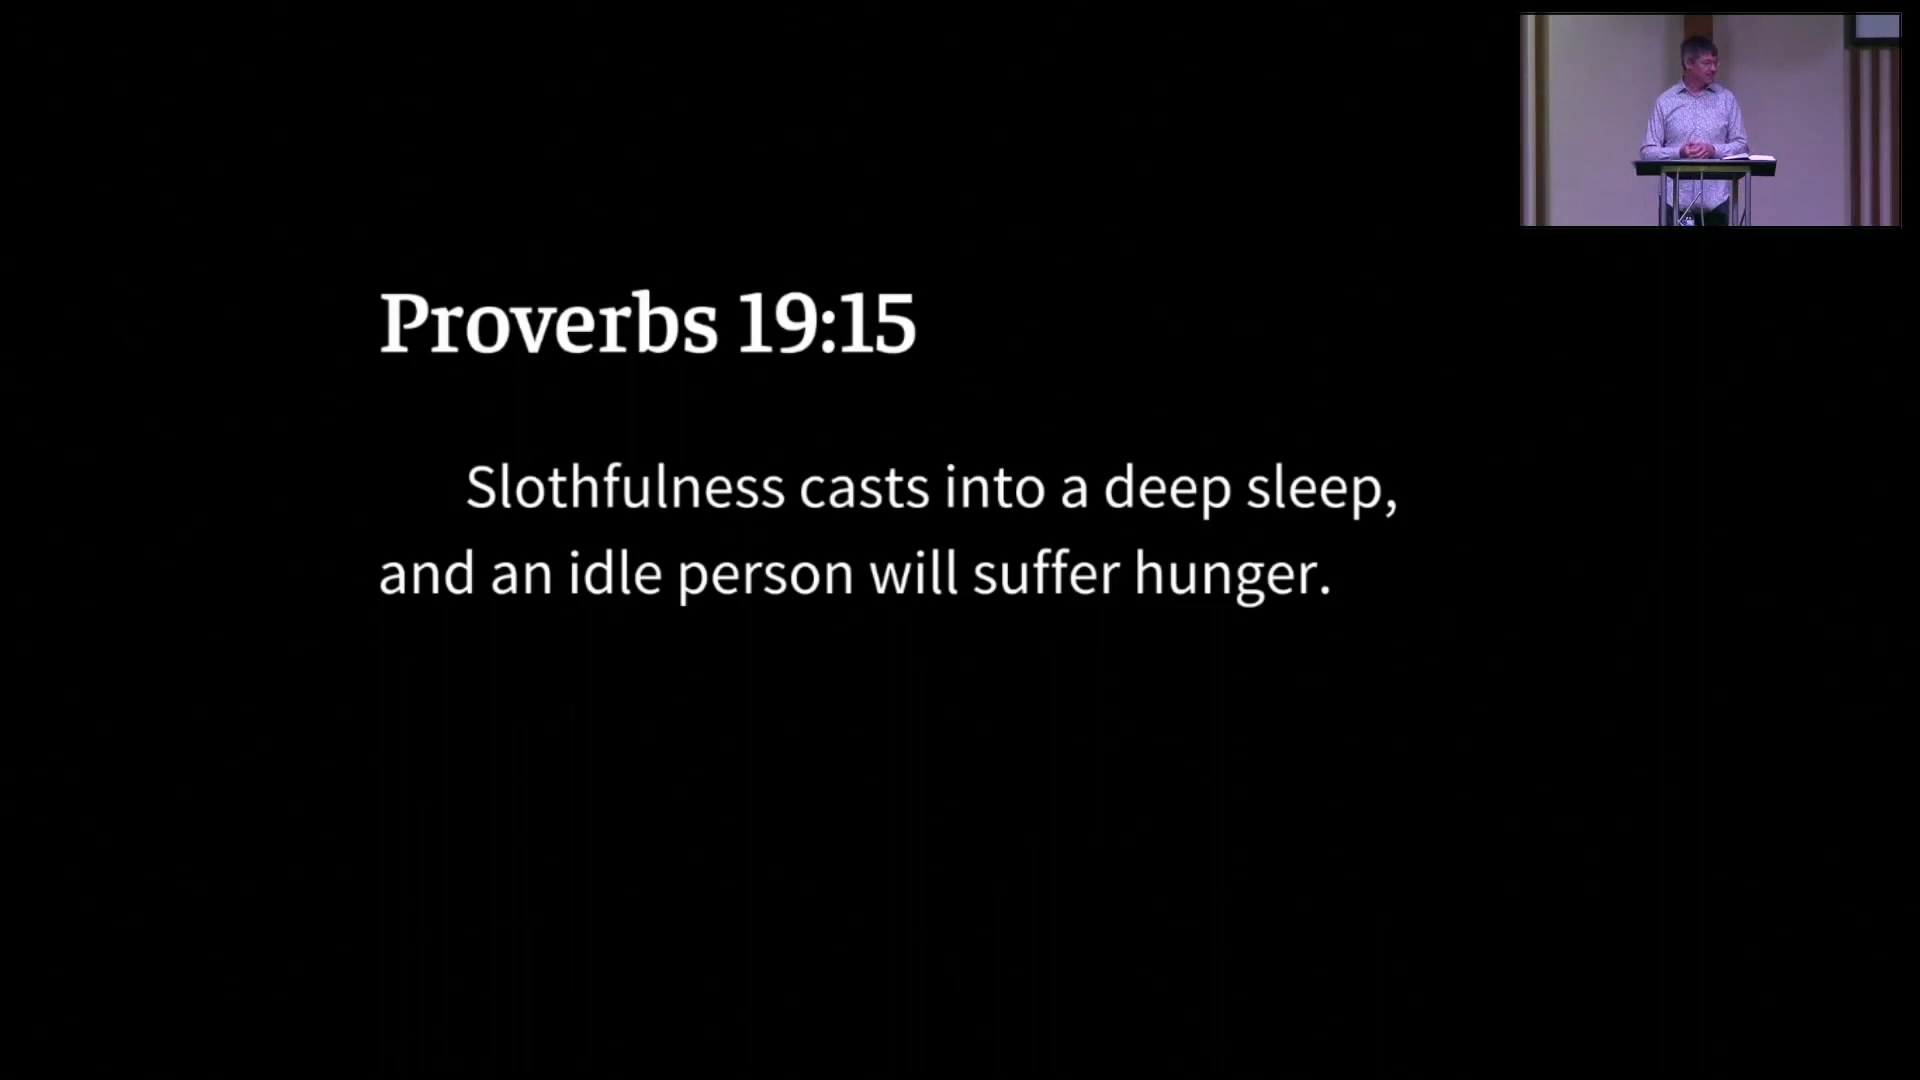 Proverbs 19:15
Slothfulness casts into a deep sleep,
and an idle person will suffer hunger.